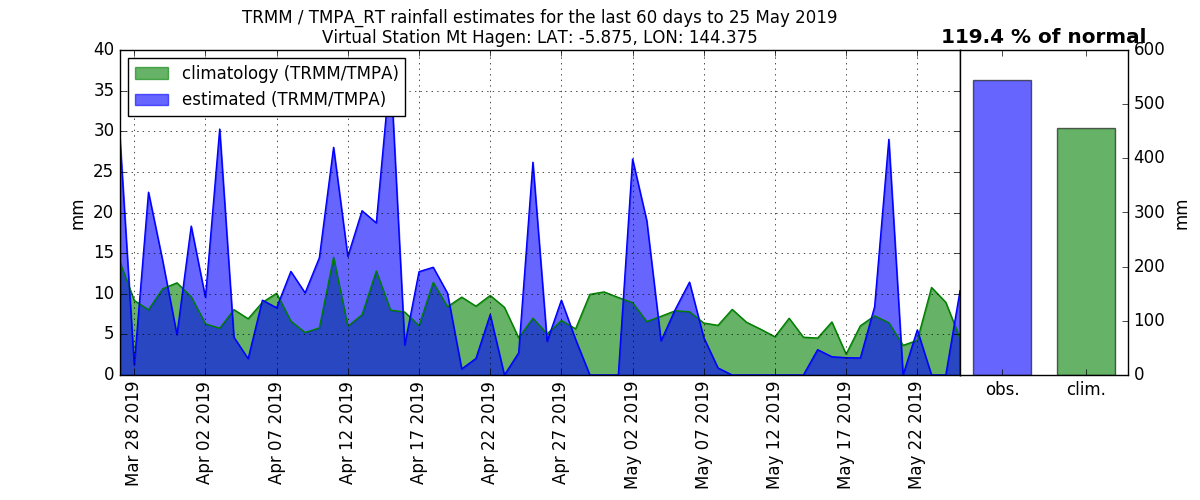 TRMM / TMPA_RT rainfall estimates for the last 60 days to 25 May 2019
Virtual Station Mt Hagen: LAT: -5.875, LON: 144.375
119.4 % of normal
climatology (TRMM/TMPA)
estimated (TRMM/TMPA)
40
35
30
25
20
15
10
5
0
mm
Mar 28 2019
Apr 02 2019
Apr 07 2019
Apr 12 2019
Apr 17 2019
Apr 22 2019
Apr 27 2019
May 02 2019
May 07 2019
May 12 2019
May 17 2019
May 22 2019
obs.
clim.
600
500
400
300
200
100
0
mm